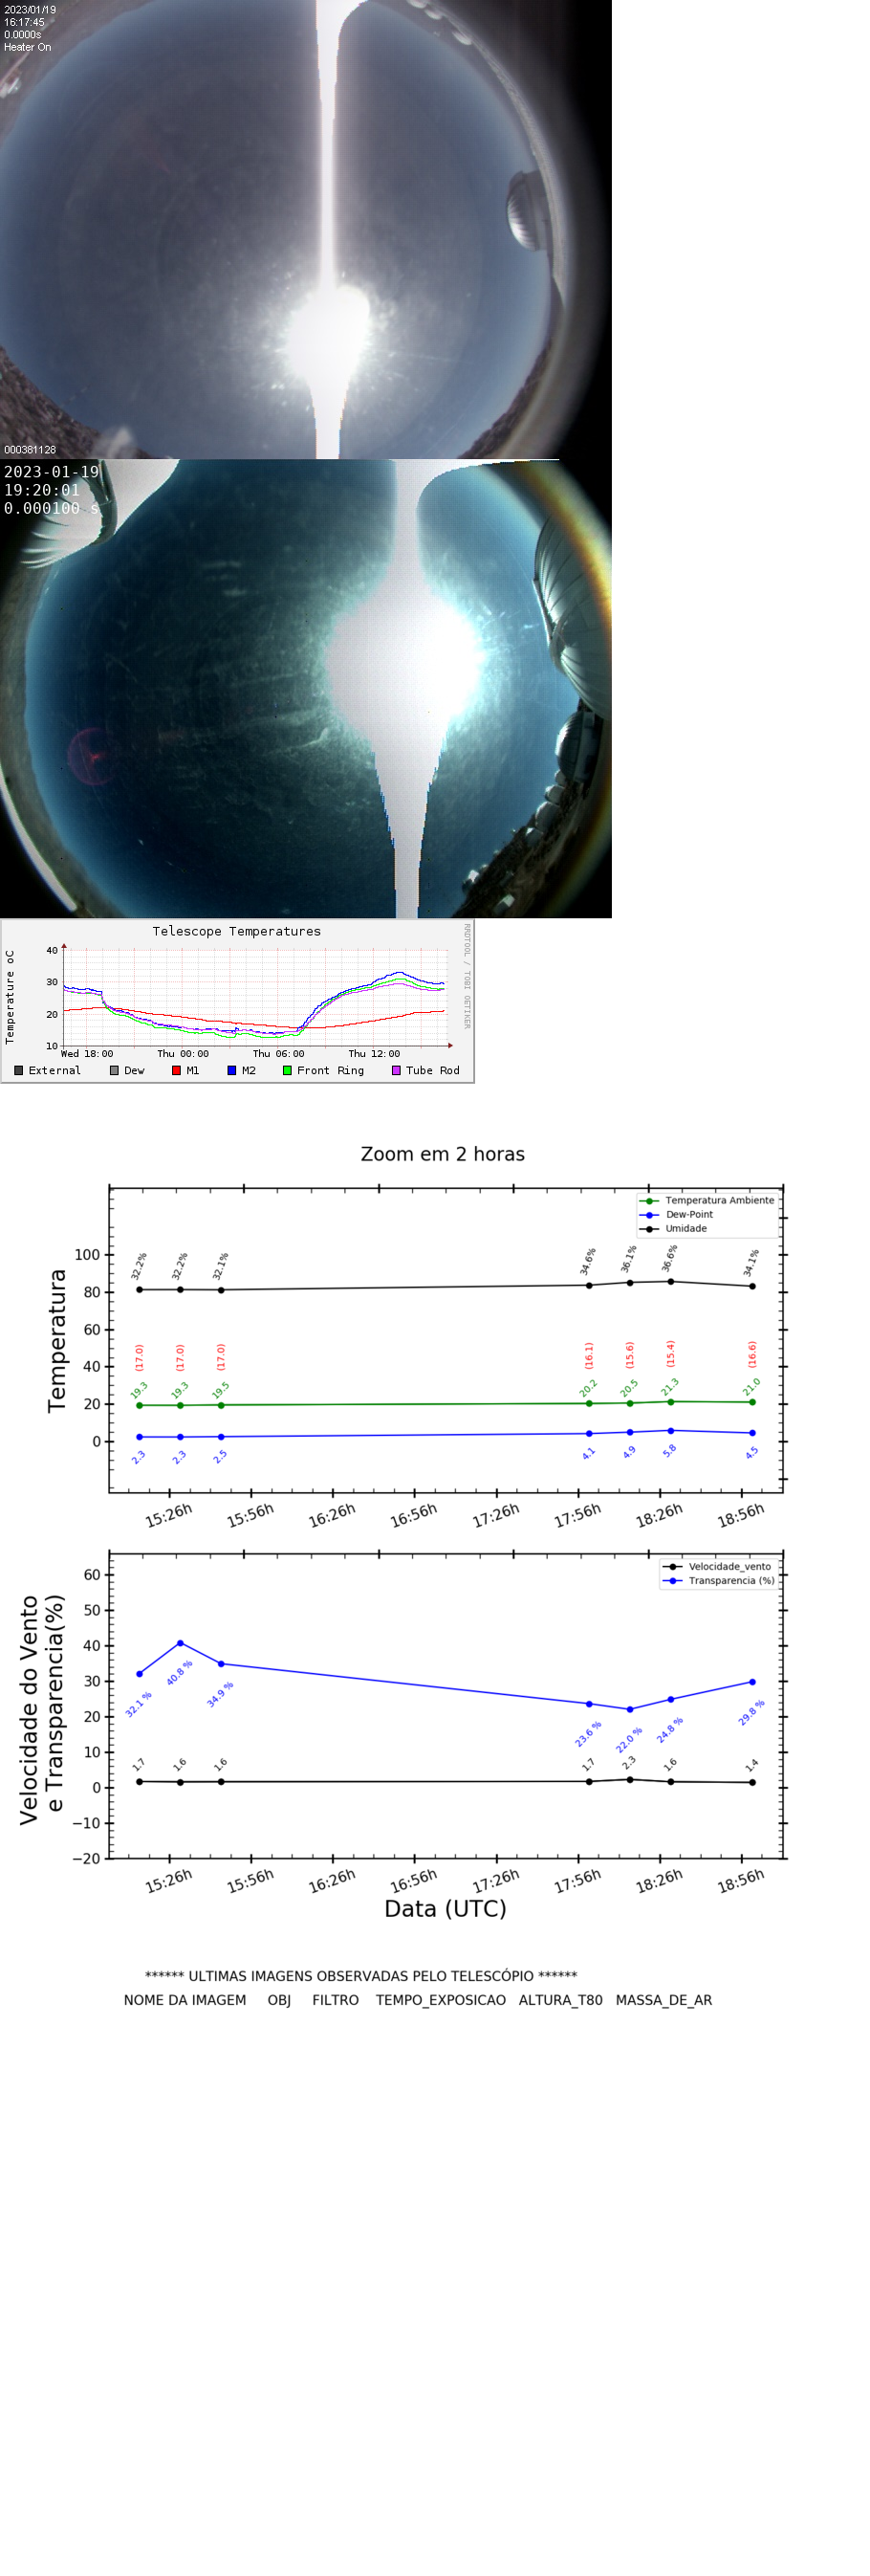 2023/01/19
16:17:45
0.0000s
Heater On
000381128
2023-01-19
19:20:01
0.000100 s
Telescope Temperatures
RRDTOOL / TOBI OETIKER
Temperature oC
40
30
20
10
Wed 18:00 Thu 00:00 Thu 06:00 Thu 12:00
External Dew M1 M2 Front Ring Tube Rod
Zoom em 2 horas
Temperatura Ambiente
Dew-Point
Umidade
Temperatura
100
80
60
40
20
0
32.2% 32.2% 32.1% 34.6% 36.1% 36.6% 34.1%
(17.0) (17.0) (17.0) (16.1) (15.6) (15.4) (16.6)
19.3 19.3 19.5 20.2 20.5 21.3 21.0
2.3 2.3 2.5 4.1 4.9 5.8 4.5
15:26h 15:56h 16:26h 16:56h 17:26h 17:56h 18:26h 18:56h
Velocidade_vento
Transparencia (%)
Velocidade do Vento
e Transparencia(%)
60
50
40
30
20
10
0
−10
−20
32.1 % 40.8 % 34.9 % 23.6 % 22.0 % 24.8 % 29.8 %
1.7 1.6 1.6 1.7 2.3 1.6 1.4
15:26h 15:56h 16:26h 16:56h 17:26h 17:56h 18:26h 18:56h
Data (UTC)
****** ULTIMAS IMAGENS OBSERVADAS PELO TELESCÓPIO ******
NOME DA IMAGEM OBJ FILTRO TEMPO_EXPOSICAO ALTURA_T80 MASSA_DE_AR